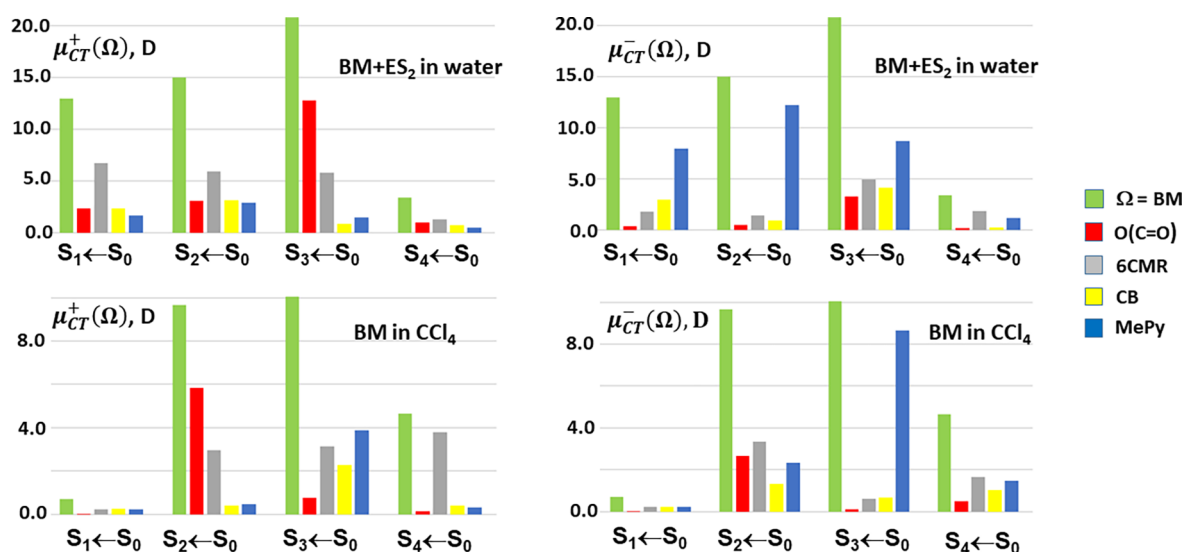 20.0
μ⁺CT(Ω), D
15.0
BM+ES₂ in water
10.0
5.0
0.0
S₁←S₀ S₂←S₀ S₃←S₀ S₄←S₀
20.0
μ⁻CT(Ω), D
15.0
BM+ES₂ in water
10.0
5.0
0.0
S₁←S₀ S₂←S₀ S₃←S₀ S₄←S₀
μ⁺CT(Ω), D
BM in CCl₄
8.0
4.0
0.0
S₁←S₀ S₂←S₀ S₃←S₀ S₄←S₀
μ⁻CT(Ω), D
BM in CCl₄
8.0
4.0
0.0
S₁←S₀ S₂←S₀ S₃←S₀ S₄←S₀
Ω = BM
O(C=O)
6CMR
CB
MePy